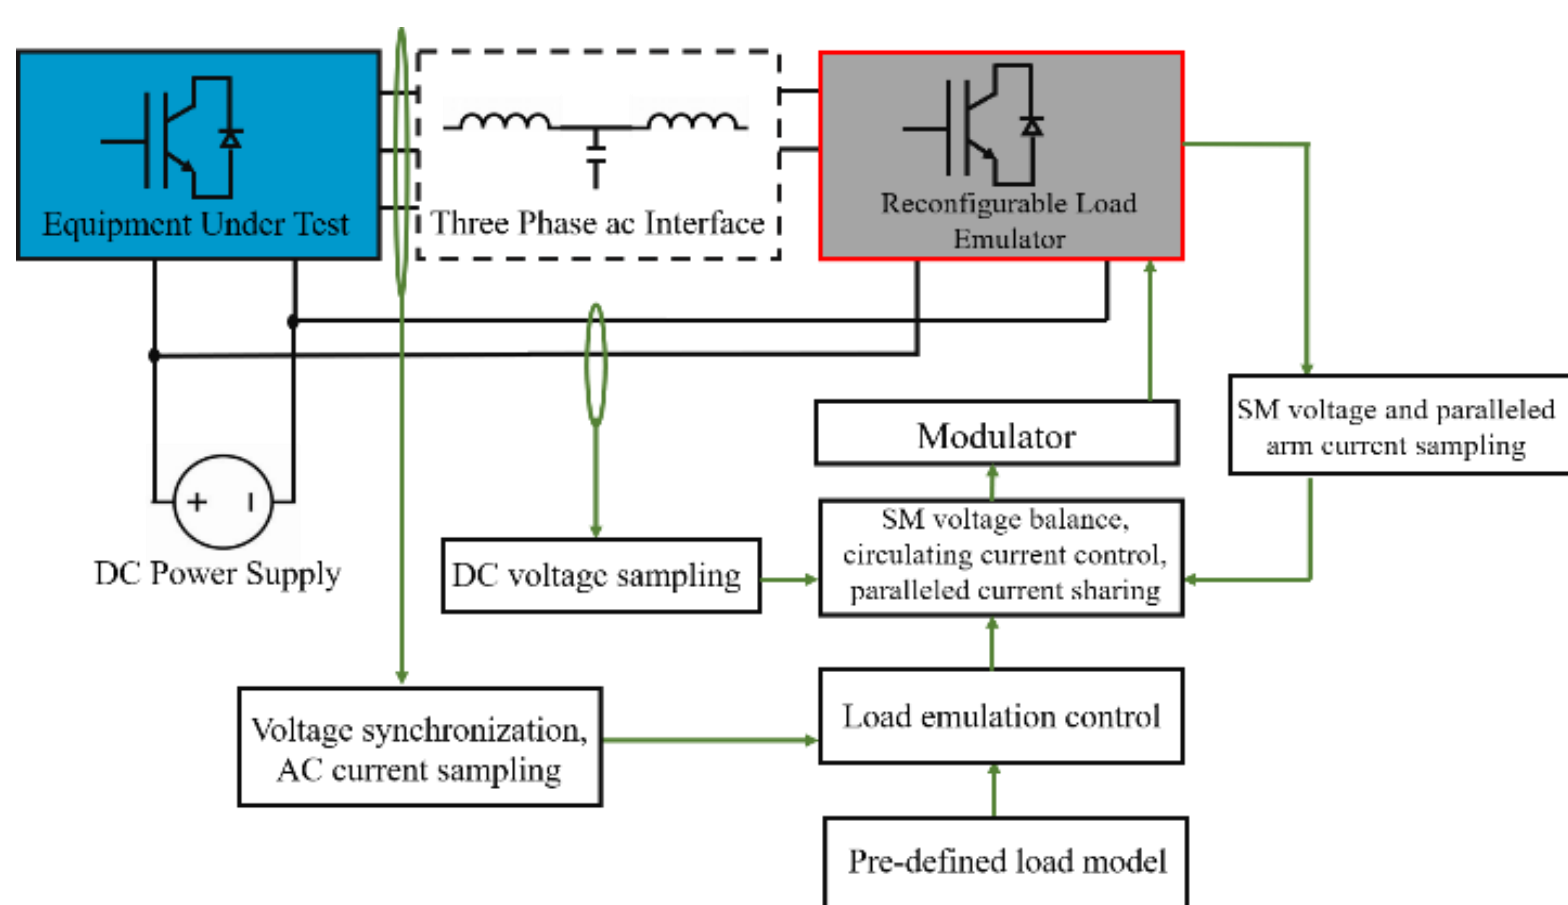 Equipment Under Test
Three Phase ac Interface
Reconfigurable Load
Emulator
SM voltage and paralleled
arm current sampling
Modulator
+
DC Power Supply
DC voltage sampling
SM voltage balance,
circulating current control,
paralleled current sharing
Voltage synchronization,
AC current sampling
Load emulation control
Pre-defined load model